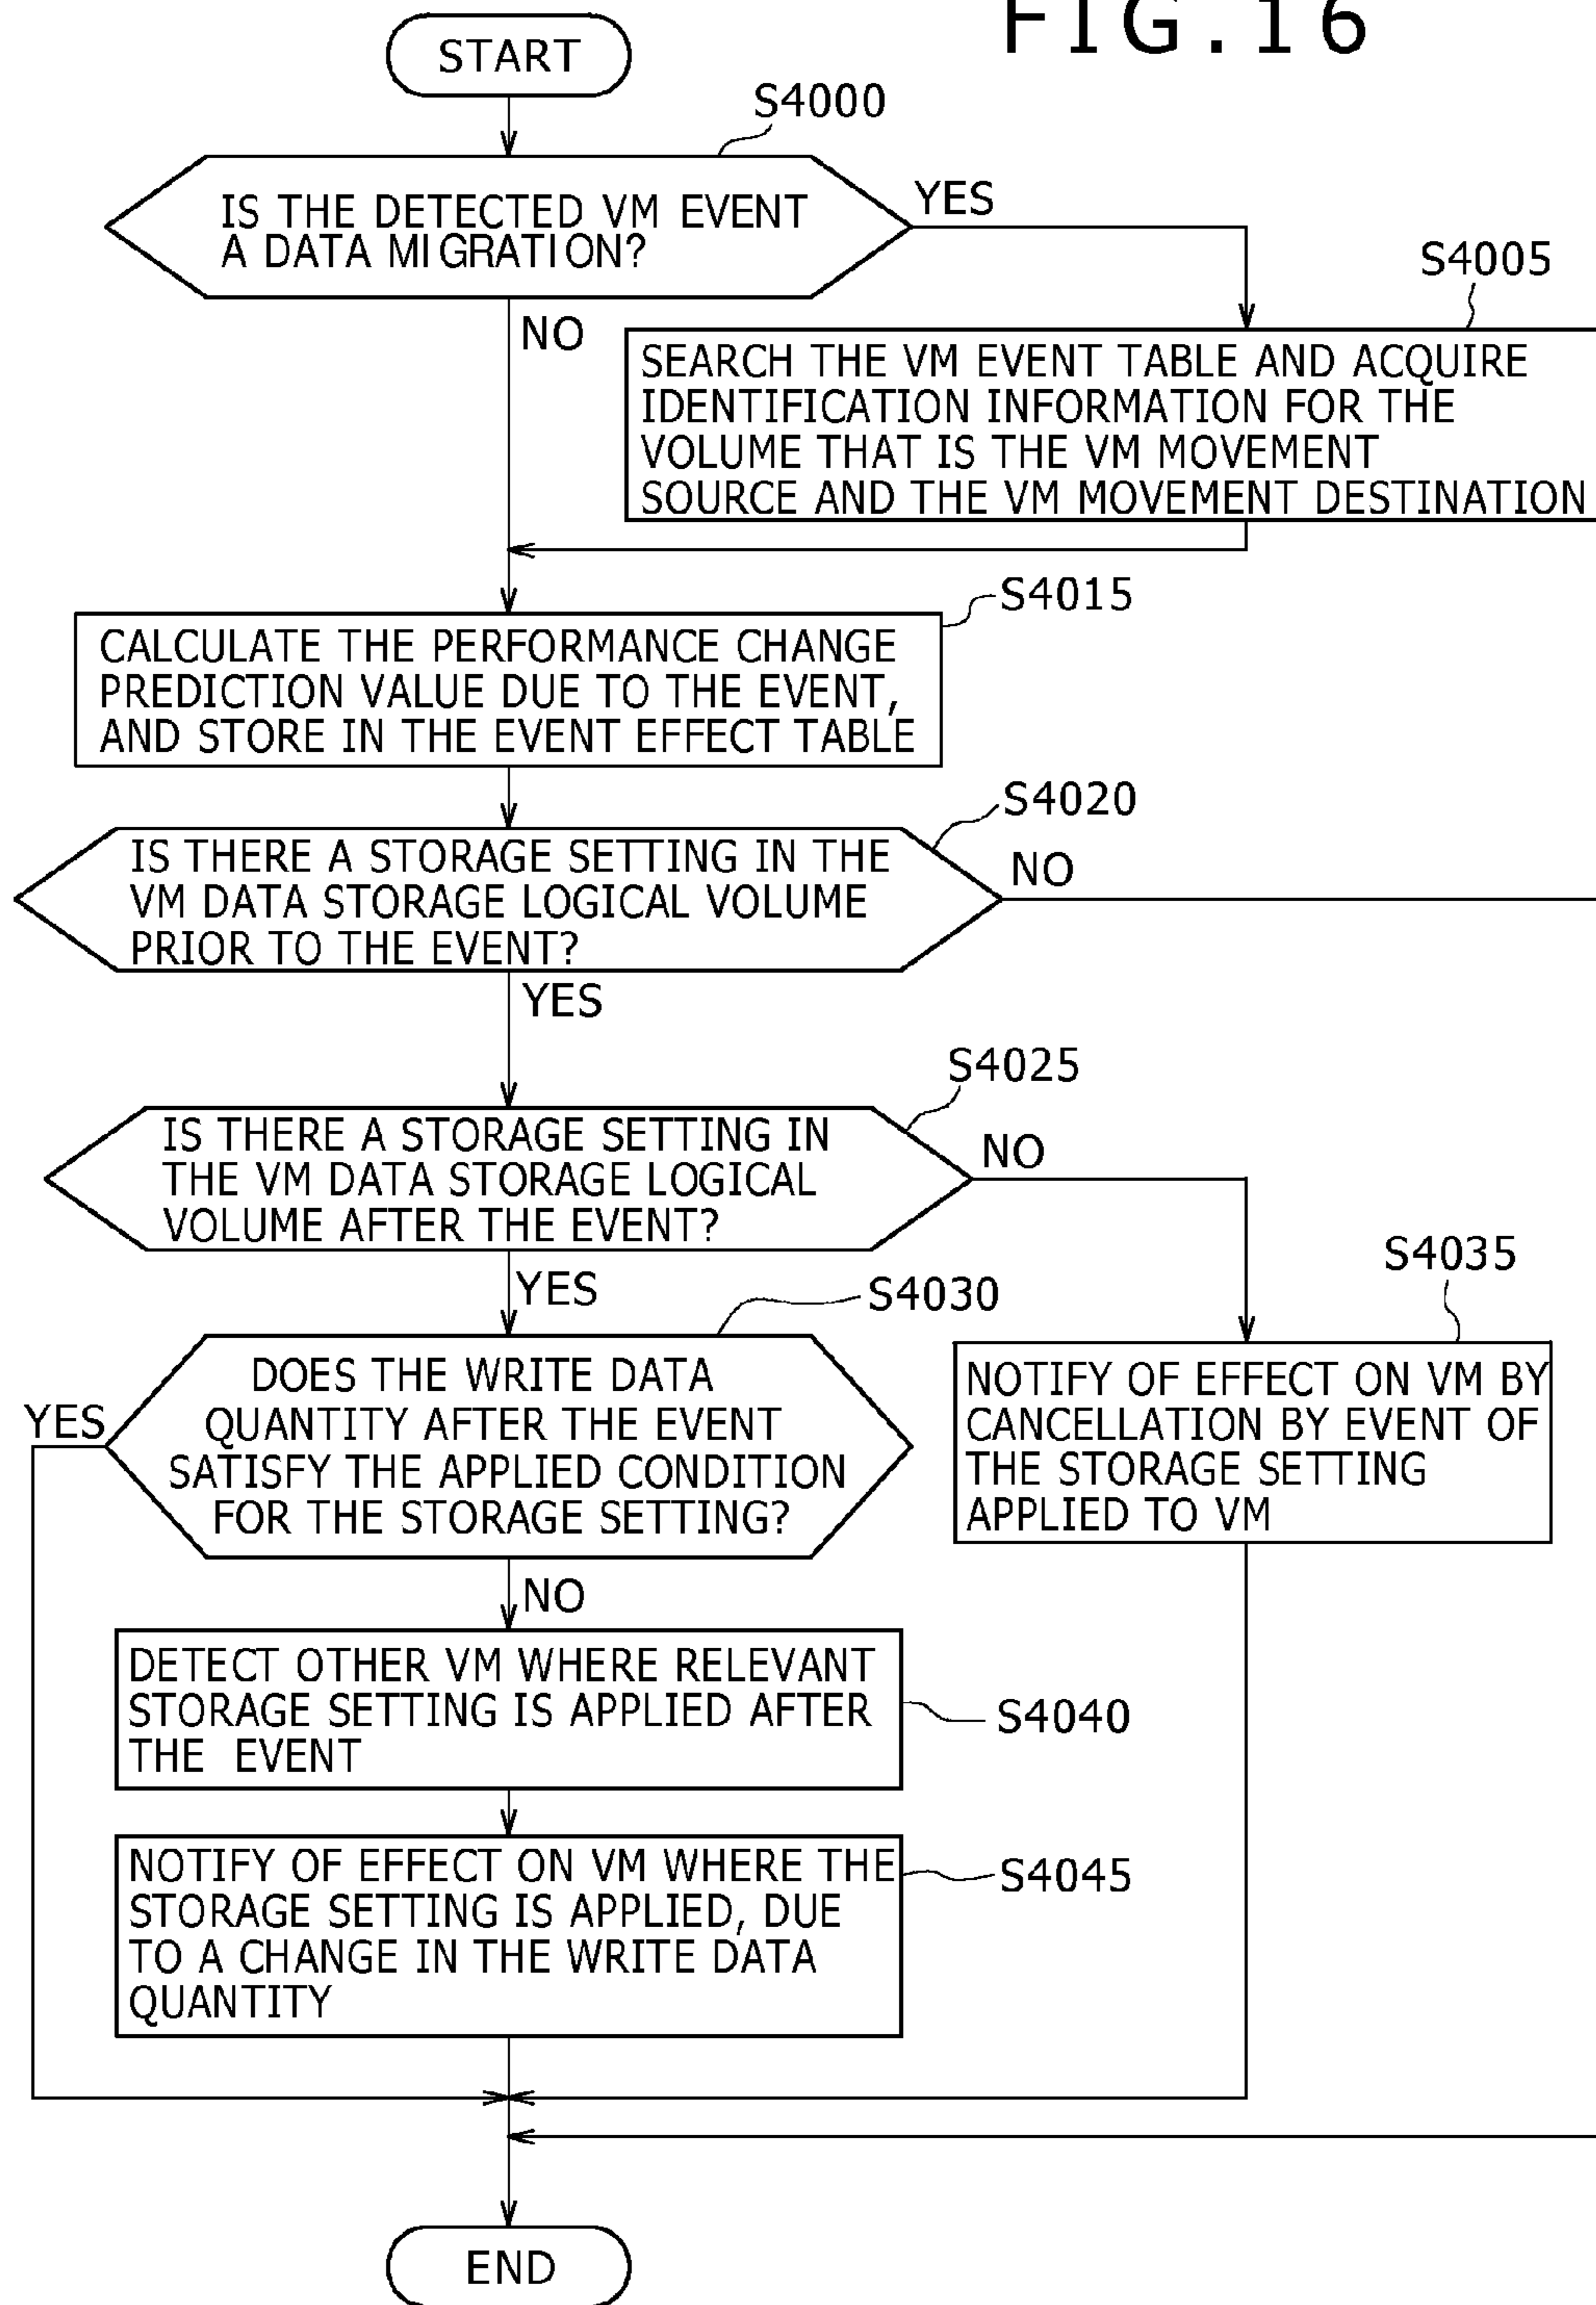 FIG.16
START
S4000
IS THE DETECTED VM EVENT
A DATA MIGRATION?
YES
NO
S4005
SEARCH THE VM EVENT TABLE AND ACQUIRE
IDENTIFICATION INFORMATION FOR THE
VOLUME THAT IS THE VM MOVEMENT
SOURCE AND THE VM MOVEMENT DESTINATION
S4015
CALCULATE THE PERFORMANCE CHANGE
PREDICTION VALUE DUE TO THE EVENT,
AND STORE IN THE EVENT EFFECT TABLE
S4020
IS THERE A STORAGE SETTING IN THE
VM DATA STORAGE LOGICAL VOLUME
PRIOR TO THE EVENT?
NO
YES
S4025
IS THERE A STORAGE SETTING IN
THE VM DATA STORAGE LOGICAL
VOLUME AFTER THE EVENT?
NO
YES
S4030
DOES THE WRITE DATA
QUANTITY AFTER THE EVENT
SATISFY THE APPLIED CONDITION
FOR THE STORAGE SETTING?
YES
NO
S4035
NOTIFY OF EFFECT ON VM BY
CANCELLATION BY EVENT OF
THE STORAGE SETTING
APPLIED TO VM
DETECT OTHER VM WHERE RELEVANT
STORAGE SETTING IS APPLIED AFTER
THE EVENT
S4040
NOTIFY OF EFFECT ON VM WHERE THE
STORAGE SETTING IS APPLIED, DUE
TO A CHANGE IN THE WRITE DATA
QUANTITY
S4045
END